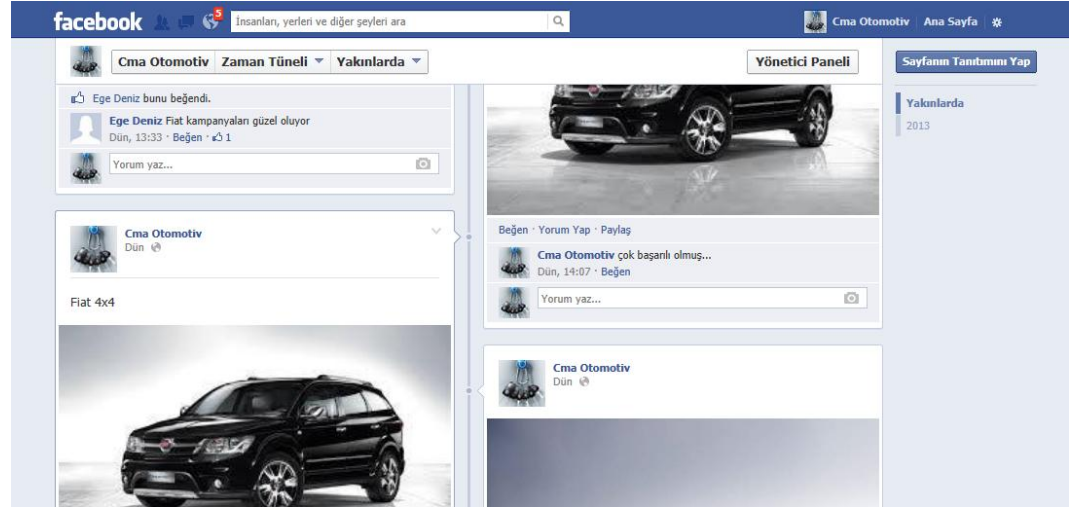 facebook
5
İnsanları, yerleri ve diğer şeyleri ara
Cma Otomotiv
Ana Sayfa
Cma Otomotiv
Zaman Tüneli
Yakınlarda
Yönetici Paneli
Sayfanın Tanıtımını Yap
Yakınlarda
2013
Ege Deniz bunu beğendi.
Ege Deniz Fiat kampanyaları güzel oluyor
Dün, 13:33 · Beğen · 1
Yorum yaz...
Cma Otomotiv
Dün
Fiat 4x4
Beğen · Yorum Yap · Paylaş
Cma Otomotiv çok başarılı olmuş...
Dün, 14:07 · Beğen
Yorum yaz...
Cma Otomotiv
Dün